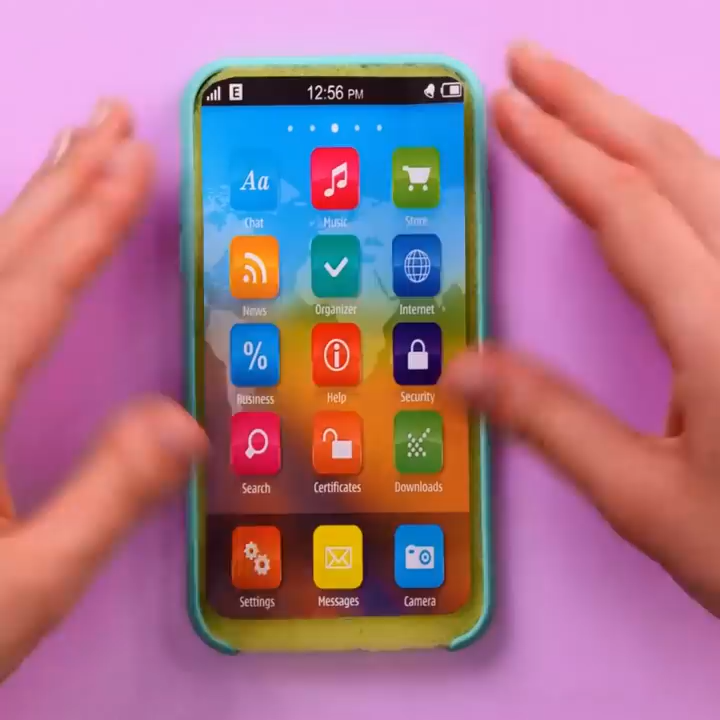 E 12:56 PM
Aa
Chat Music Store
News Organizer Internet
% i
Business Help Security
Search Certificates Downloads
Settings Messages Camera